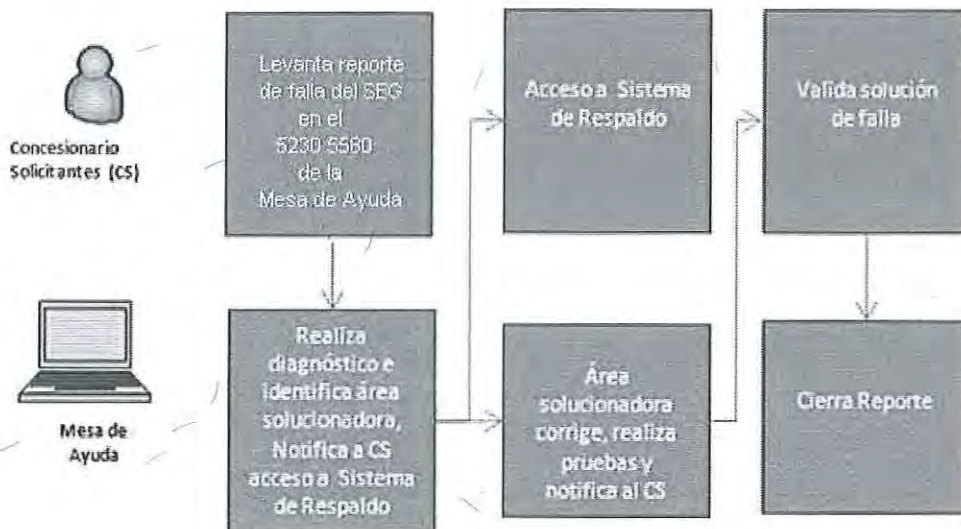 Concesionario
Solicitantes (CS)
Levanta reporte
de falla del SEG
en el
5230 5580
de la
Mesa de Ayuda
Acceso a Sistema
de Respaldo
Valida solución
de falla
Mesa de
Ayuda
Realiza
diagnóstico e
identifica área
solucionadora,
Notifica a CS
acceso a Sistema
de Respaldo
Área
solucionadora
corrige, realiza
pruebas y
notifica al CS
Cierra Reporte